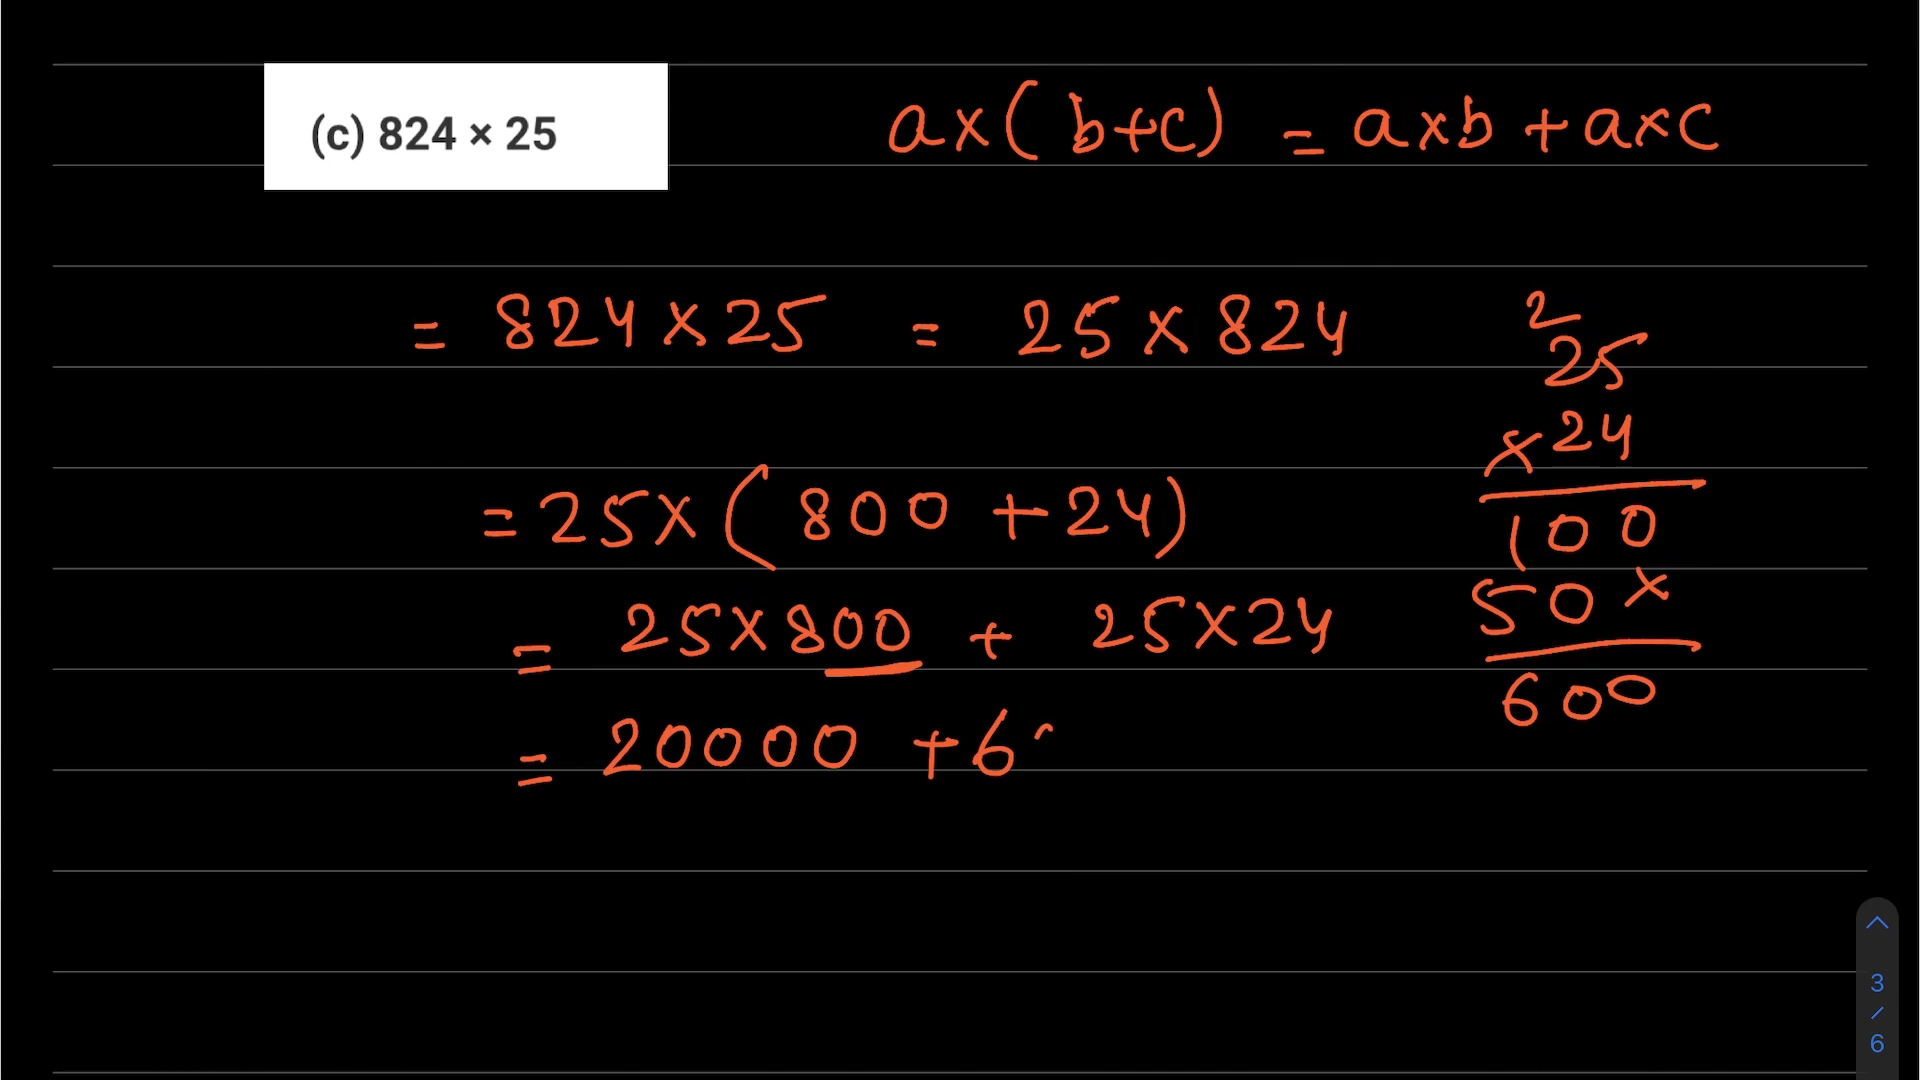 (c) 824 × 25
a×(b+c) = a×b + a×c
= 824 × 25 = 25 × 824
= 25 × (800 + 24)
= 25 × 800 + 25 × 24
= 20000 + 6
2
25
×24
100
50×
600
3
/
6